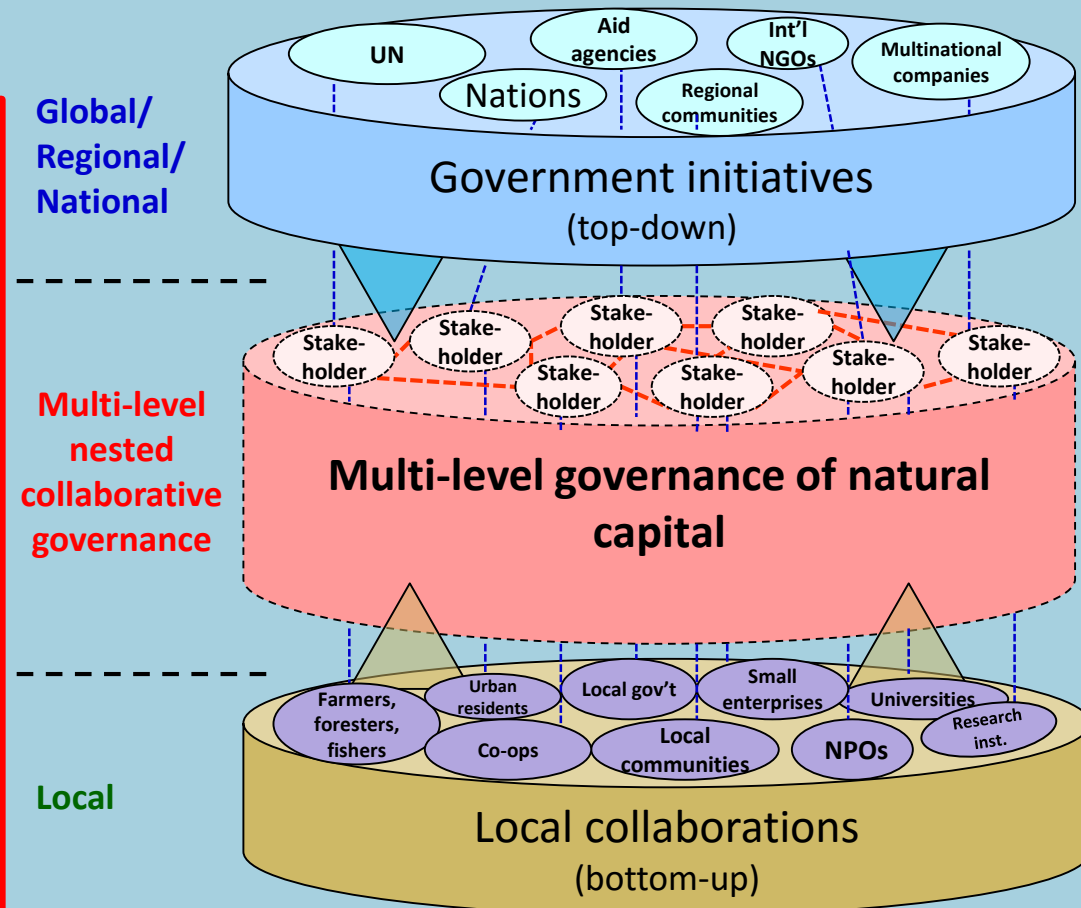 UN
Aid
agencies
Int'l
NGOs
Multinational
companies
Nations
Regional
communities
Global/
Regional/
National
Government initiatives
(top-down)
Stake-
holder
Stake-
holder
Stake-
holder
Stake-
holder
Stake-
holder
Stake-
holder
Stake-
holder
Stake-
holder
Multi-level
nested
collaborative
governance
Multi-level governance of natural
capital
Farmers,
foresters,
fishers
Urban
residents
Local gov't
Small
enterprises
Universities
Research
inst.
Co-ops
Local
communities
NPOs
Local
Local collaborations
(bottom-up)